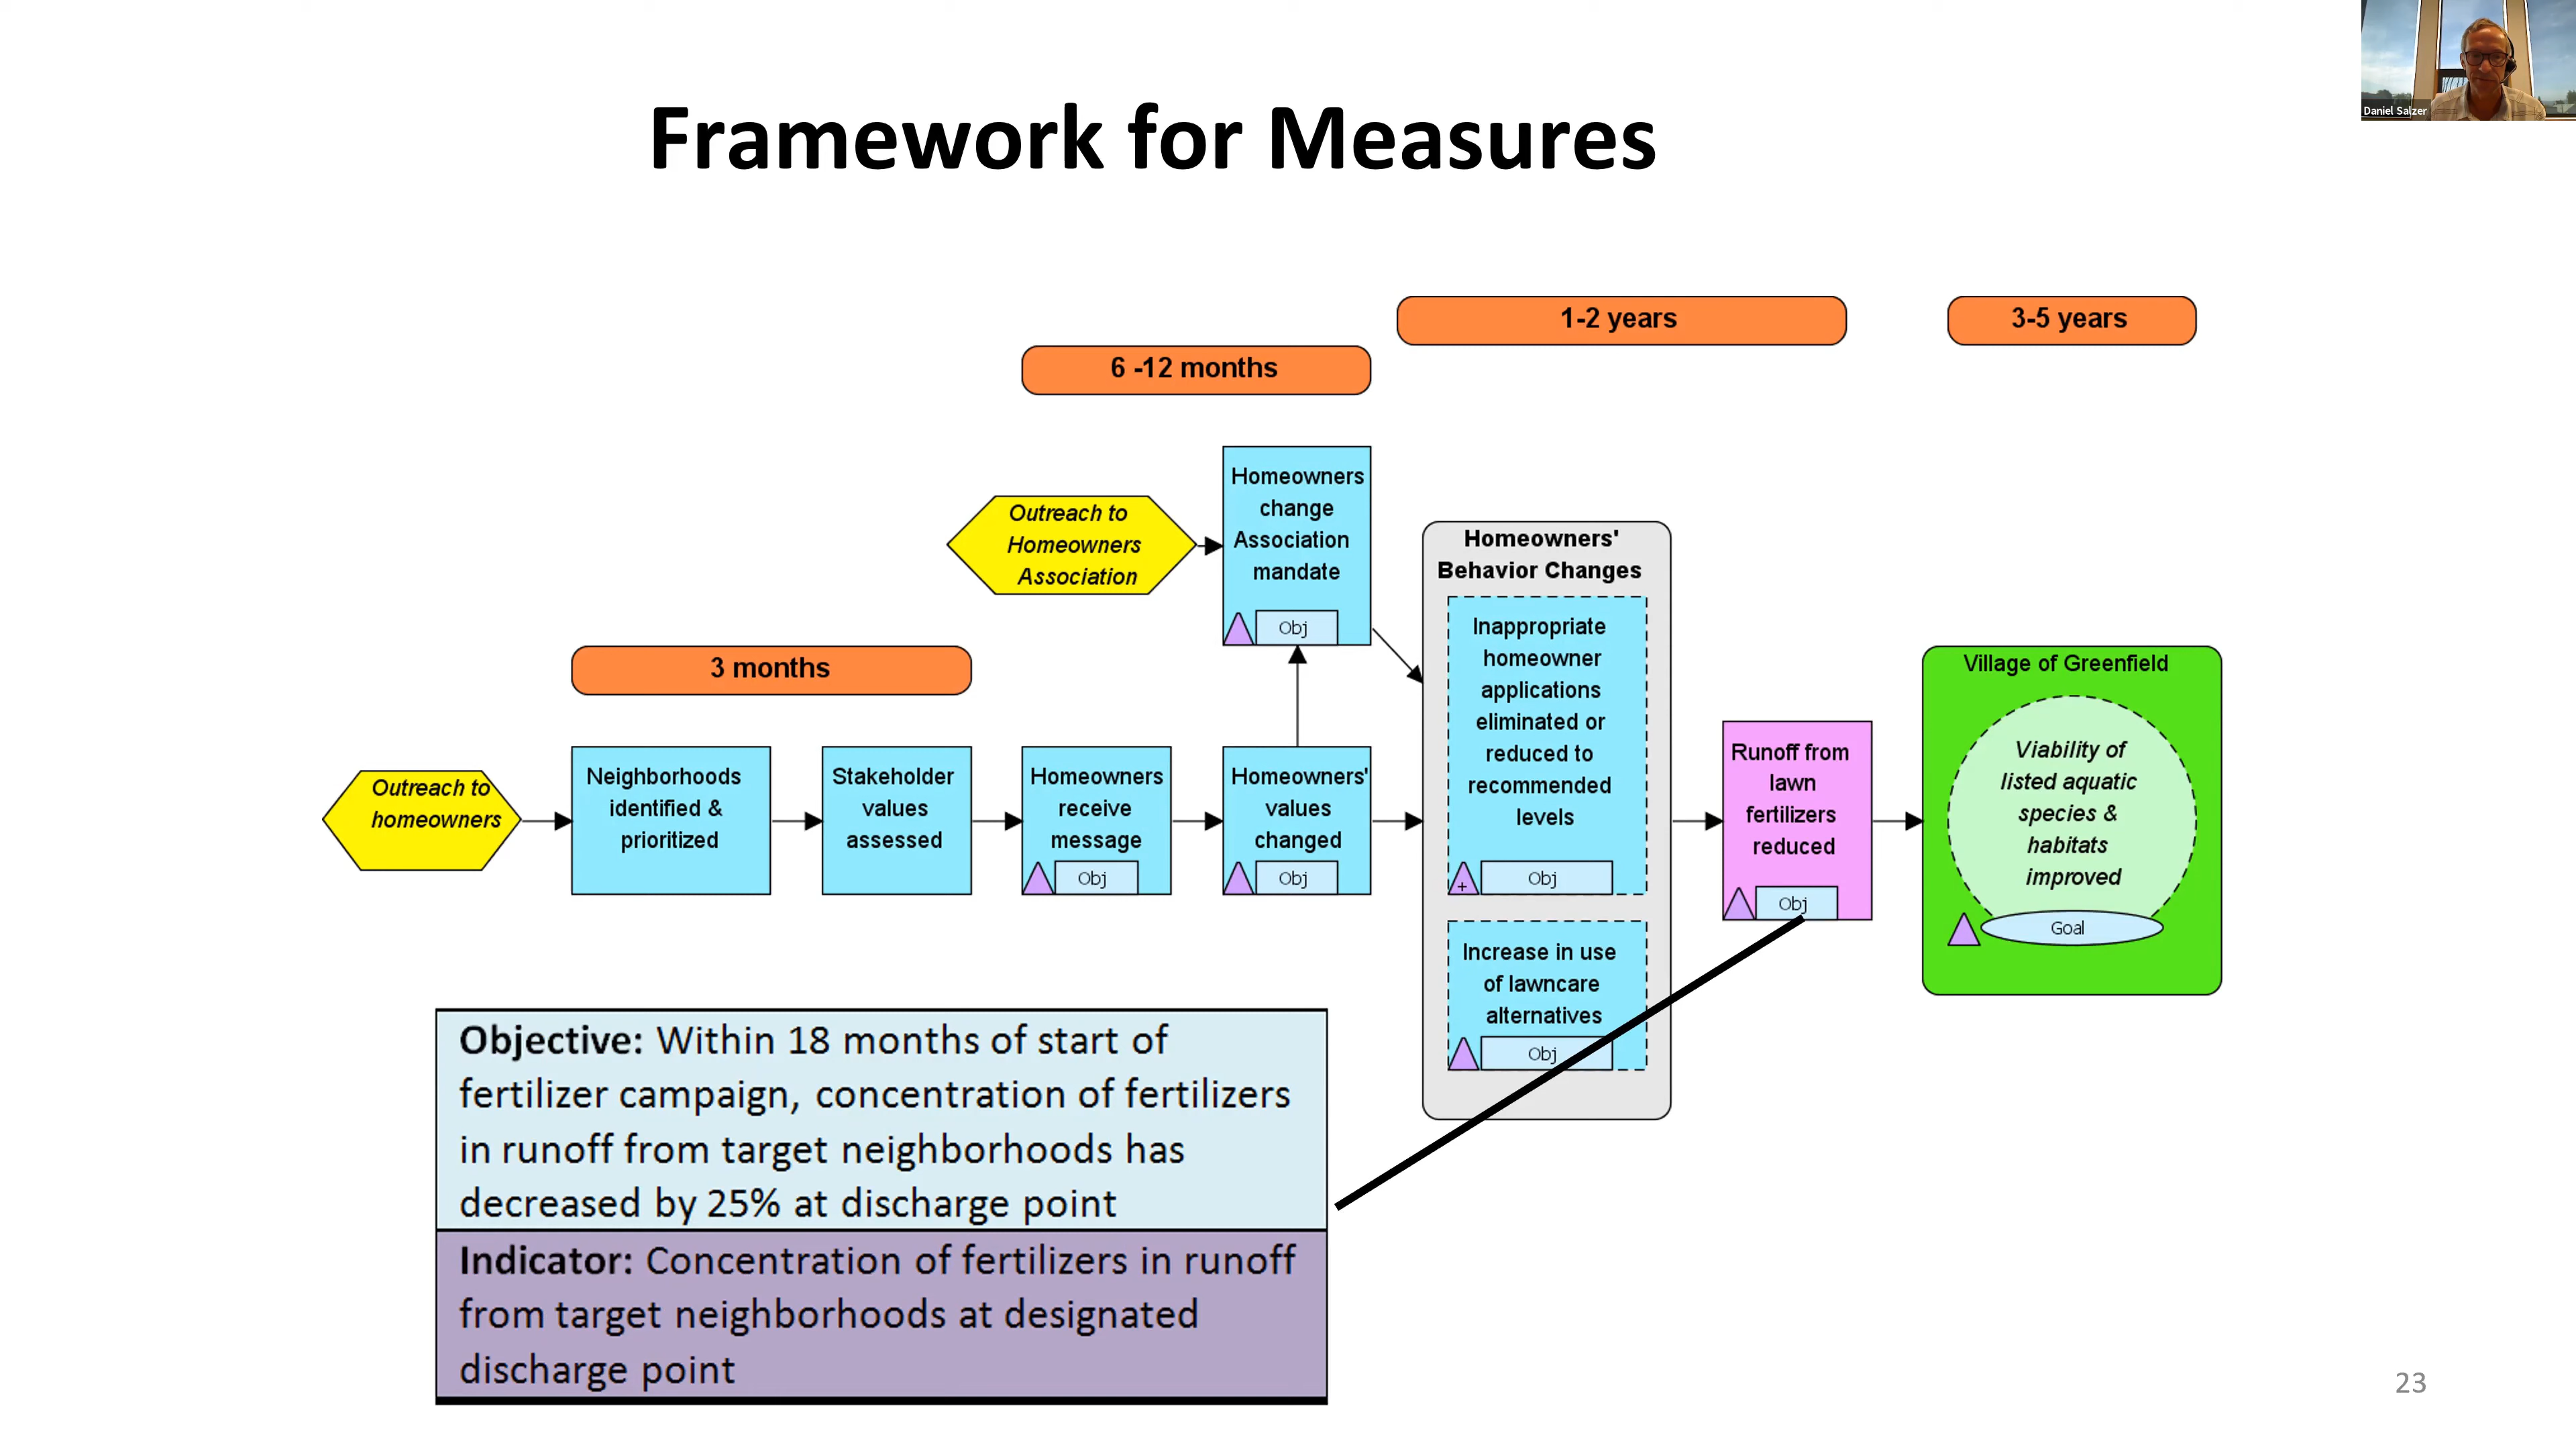 Daniel Salzer
Framework for Measures
1-2 years
3-5 years
6 -12 months
Homeowners
change
Association
mandate
Obj
Outreach to
Homeowners
Association
Homeowners'
Behavior Changes
Inappropriate
homeowner
applications
eliminated or
reduced to
recommended
levels
+
Obj
Increase in use
of lawncare
alternatives
Obj
3 months
Outreach to
homeowners
Neighborhoods
identified &
prioritized
Stakeholder
values
assessed
Homeowners
receive
message
Obj
Homeowners'
values
changed
Obj
Runoff from
lawn
fertilizers
reduced
Obj
Village of Greenfield
Viability of
listed aquatic
species &
habitats
improved
Goal
Objective: Within 18 months of start of
fertilizer campaign, concentration of fertilizers
in runoff from target neighborhoods has
decreased by 25% at discharge point
Indicator: Concentration of fertilizers in runoff
from target neighborhoods at designated
discharge point
23